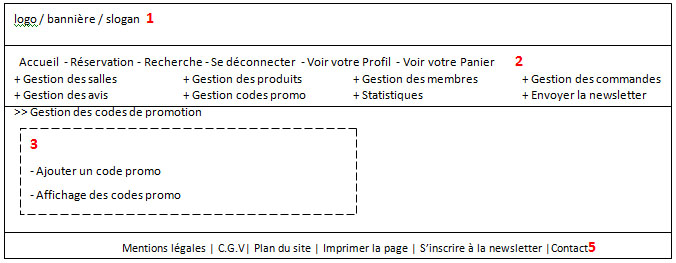 logo / bannière / slogan 1
Accueil - Réservation - Recherche - Se déconnecter - Voir votre Profil - Voir votre Panier 2
+ Gestion des salles + Gestion des produits + Gestion des membres + Gestion des commandes
+ Gestion des avis + Gestion codes promo + Statistiques + Envoyer la newsletter
>> Gestion des codes de promotion
3
- Ajouter un code promo
- Affichage des codes promo
Mentions légales | C.G.V| Plan du site | Imprimer la page | S’inscrire à la newsletter |Contact5